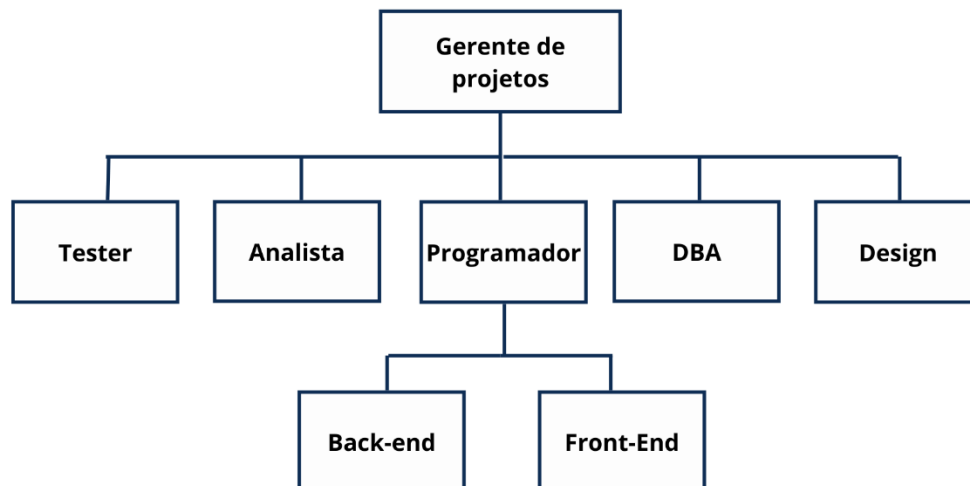 Gerente de
projetos
Tester
Analista
Programador
DBA
Design
Back-end
Front-End